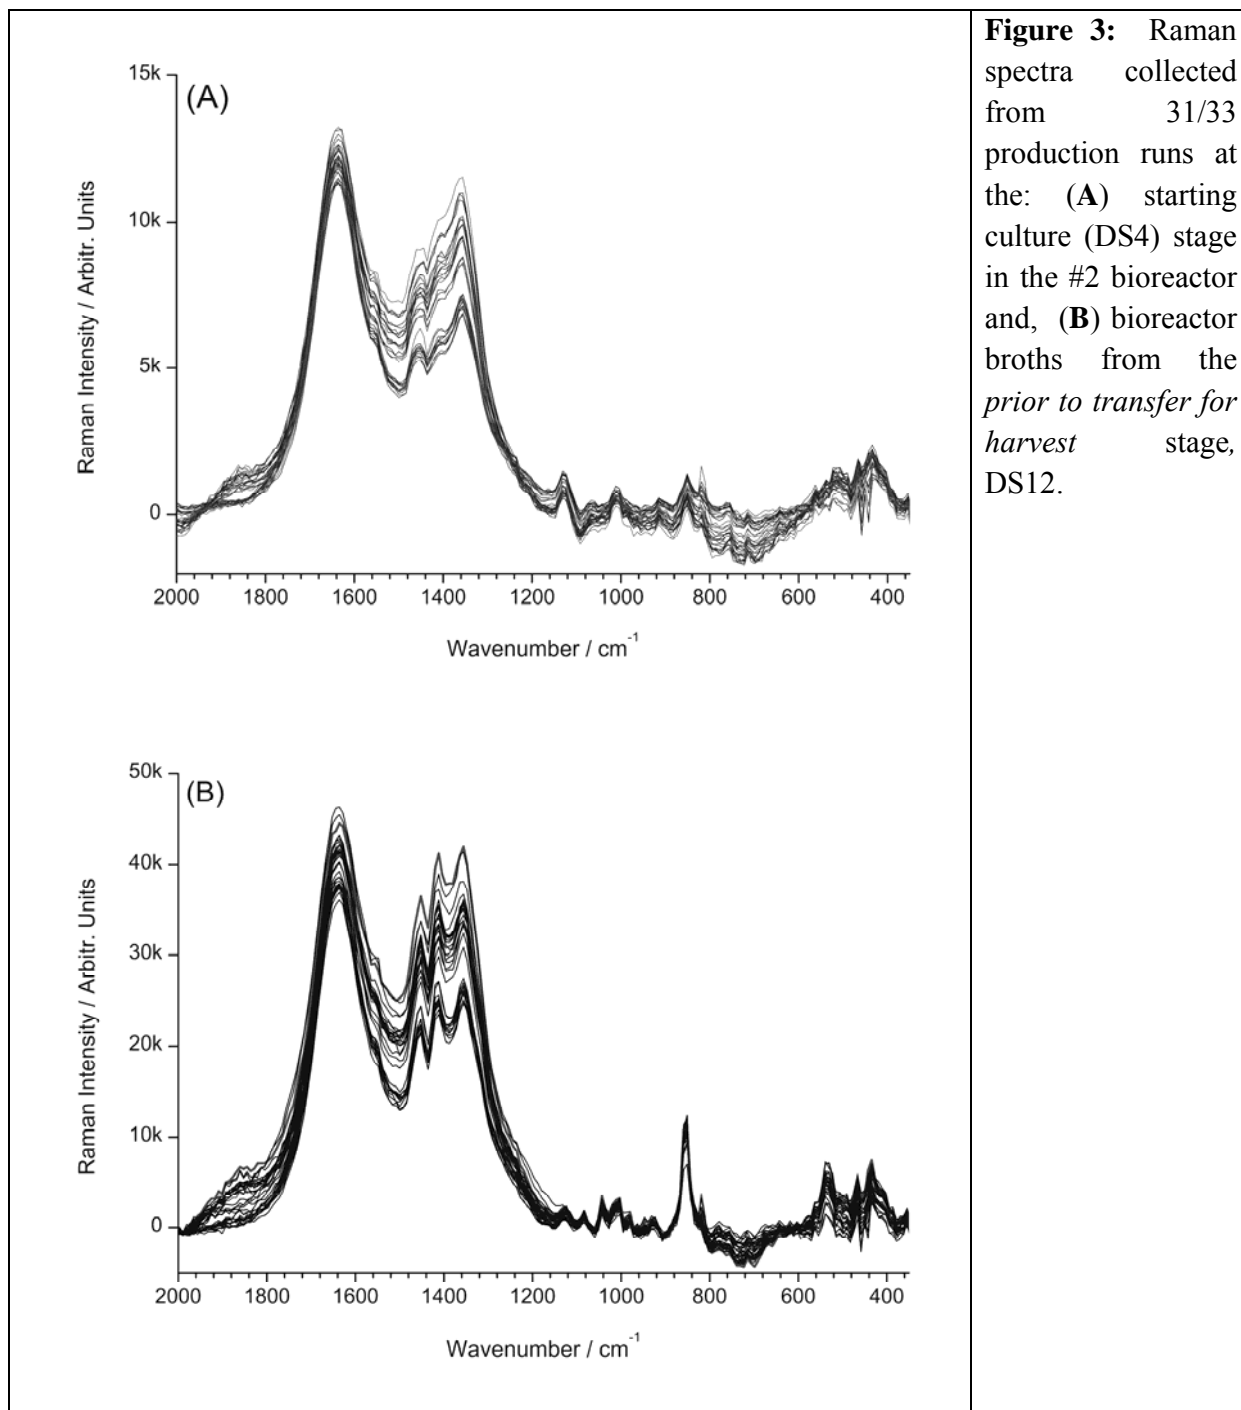 (A)
15k
10k
5k
0
Raman Intensity / Arbitr. Units
2000 1800 1600 1400 1200 1000 800 600 400
Wavenumber / cm-1
(B)
50k
40k
30k
20k
10k
0
Raman Intensity / Arbitr. Units
2000 1800 1600 1400 1200 1000 800 600 400
Wavenumber / cm-1
Figure 3: Raman
spectra collected
from 31/33
production runs at
the: (A) starting
culture (DS4) stage
in the #2 bioreactor
and, (B) bioreactor
broths from the
prior to transfer for
harvest stage,
DS12.